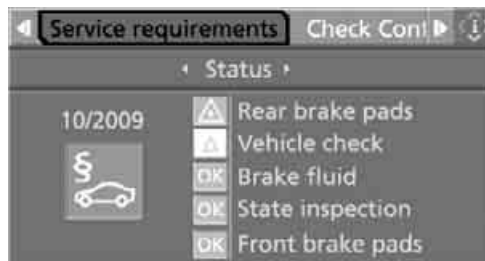 Service requirements Check Cont
Status
10/2009
Rear brake pads
Vehicle check
§
OK Brake fluid
OK State inspection
OK Front brake pads